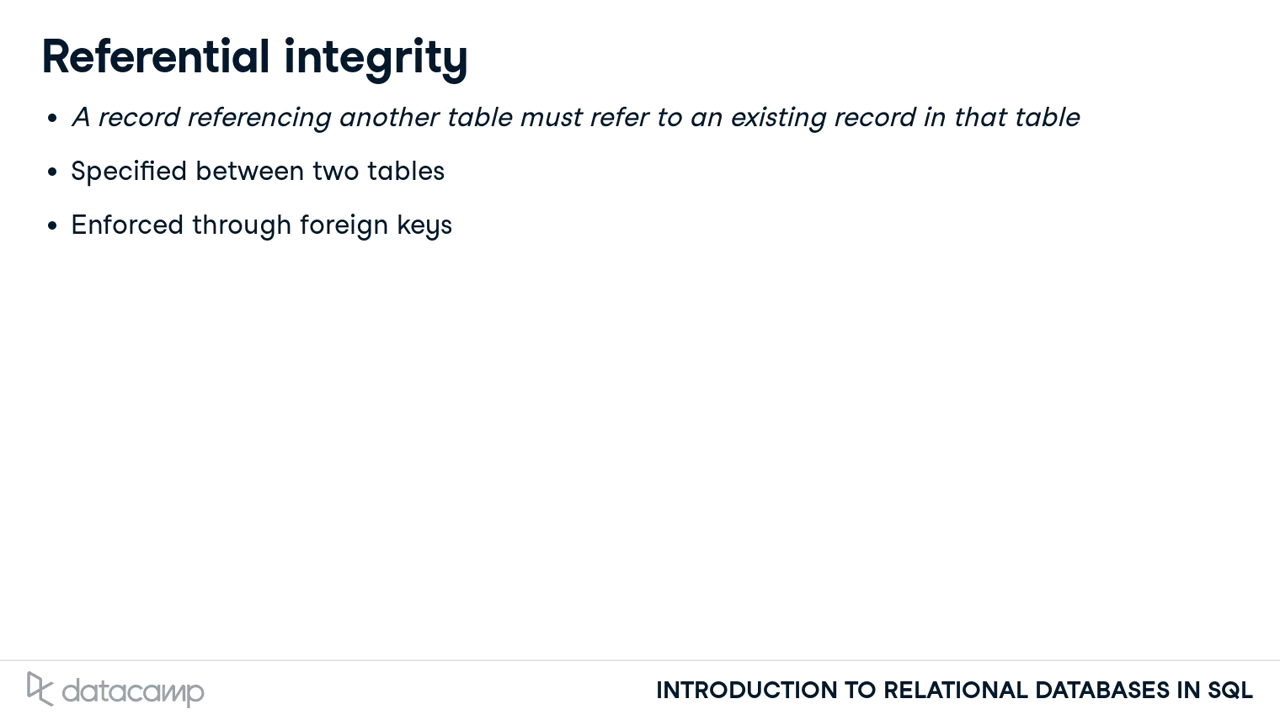 Referential integrity
• A record referencing another table must refer to an existing record in that table
• Specified between two tables
• Enforced through foreign keys
datacamp
INTRODUCTION TO RELATIONAL DATABASES IN SQL